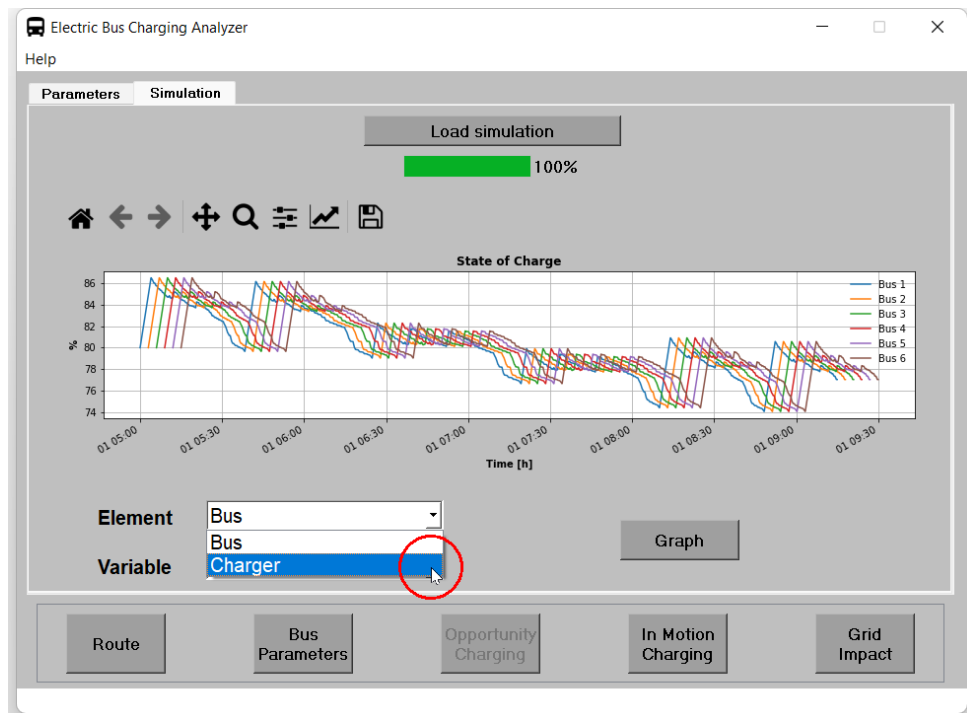 Electric Bus Charging Analyzer
Help
Parameters Simulation
Load simulation
100%
State of Charge
86
84
82
80
78
76
74
%
Bus 1
Bus 2
Bus 3
Bus 4
Bus 5
Bus 6
01 05:00 01 05:30 01 06:00 01 06:30 01 07:00 01 07:30 01 08:00 01 08:30 01 09:00 01 09:30
Time [h]
Element Bus
Bus
Variable Charger
Graph
Route
Bus
Parameters
Opportunity
Charging
In Motion
Charging
Grid
Impact